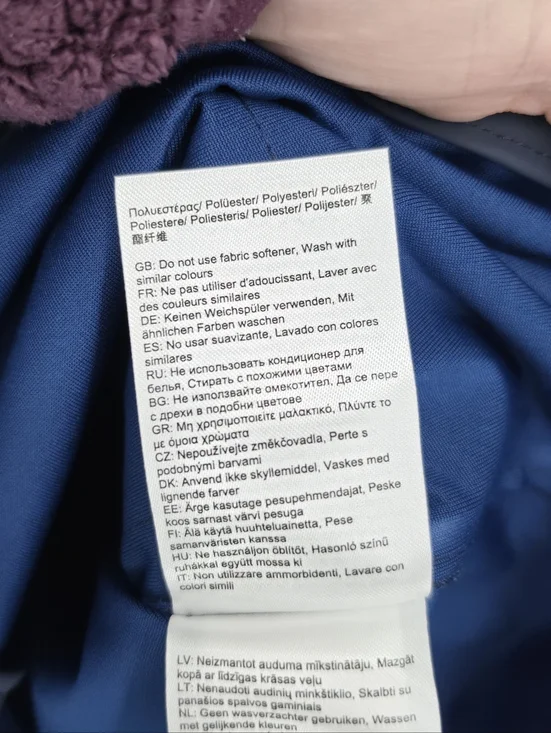 Πολυεστέρας/ Polüester/ Polyesteri/ Poliészter/
Poliestere/ Poliesteris/ Poliester/ Polijester/ 聚
酯纤维
GB: Do not use fabric softener, Wash with
similar colours
FR: Ne pas utiliser d'adoucissant, Laver avec
des couleurs similaires
DE: Keinen Weichspüler verwenden, Mit
ähnlichen Farben waschen
ES: No usar suavizante, Lavado con colores
similares
RU: Не использовать кондиционер для
белья, Стирать с похожими цветами
BG: Не използвайте омекотител, Да се пере
с дрехи в подобни цветове
GR: Μη χρησιμοποιείτε μαλακτικό, Πλύντε το
με όμοια χρώματα
CZ: Nepoužívejte změkčovadla, Perte s
podobnými barvami
DK: Anvend ikke skyllemiddel, Vaskes med
lignende farver
EE: Ärge kasutage pesupehmendajat, Peske
koos sarnast värvi pesuga
FI: Älä käytä huuhteluainetta, Pese
samanväristen kanssa
HU: Ne használjon öblítőt, Hasonló színű
ruhákkal együtt mossa ki
IT: Non utilizzare ammorbidenti, Lavare con
colori simili
LV: Neizmantot auduma mīkstinātāju, Mazgāt
kopā ar līdzīgas krāsas veļu
LT: Nenaudoti audinių minkštiklio, Skalbti su
panašios spalvos gaminiais
NL: Geen wasverzachter gebruiken, Wassen
met gelijkende kleuren